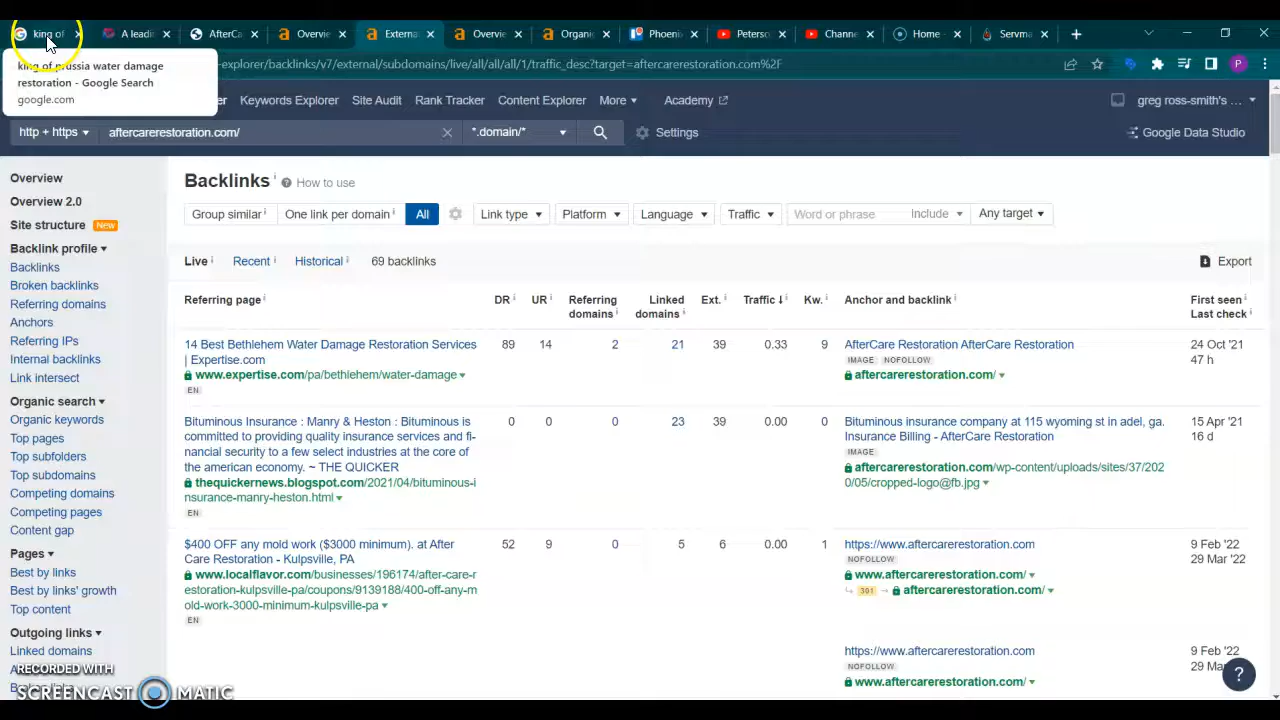 king of
A leadi
AfterCa
Overvie
Externa
Overvie
Organic
Phoenix
Peterso
Channe
Home -
Servma
king of prussia water damage
restoration - Google Search
google.com
-explorer/backlinks/v7/external/subdomains/live/all/all/all/1/traffic_desc?target=aftercarerestoration.com%2F
P
Keywords Explorer
Site Audit
Rank Tracker
Content Explorer
More
Academy
greg ross-smith's ...
http + https
aftercarerestoration.com/
*.domain/*
Settings
Google Data Studio
Overview
Overview 2.0
Site structure New
Backlink profile
Backlinks
Broken backlinks
Referring domains
Anchors
Referring IPs
Internal backlinks
Link intersect
Organic search
Organic keywords
Top pages
Top subfolders
Top subdomains
Competing domains
Competing pages
Content gap
Pages
Best by links
Best by links' growth
Top content
Outgoing links
Linked domains
Backlinks
How to use
Group similar
One link per domain
All
Link type
Platform
Language
Traffic
Word or phrase
Include
Any target
Live
Recent
Historical
69 backlinks
Export
Referring page
DR
UR
Referring
domains
Linked
domains
Ext.
Traffic
Kw.
Anchor and backlink
First seen
Last check
14 Best Bethlehem Water Damage Restoration Services
| Expertise.com
www.expertise.com/pa/bethlehem/water-damage
EN
89 14 2 21 39 0.33 9
AfterCare Restoration AfterCare Restoration
IMAGE NOFOLLOW
aftercarerestoration.com/
24 Oct '21
47 h
Bituminous Insurance : Manry & Heston : Bituminous is
committed to providing quality insurance services and fi-
nancial security to a few select industries at the core of
the american economy. ~ THE QUICKER
thequickernews.blogspot.com/2021/04/bituminous-i
nsurance-manry-heston.html
EN
0 0 0 23 39 0.00 0
Bituminous insurance company at 115 wyoming st in adel, ga.
Insurance Billing - AfterCare Restoration
IMAGE
aftercarerestoration.com/wp-content/uploads/sites/37/202
0/05/cropped-logo@fb.jpg
15 Apr '21
16 d
$400 OFF any mold work ($3000 minimum). at After
Care Restoration - Kulpsville, PA
www.localflavor.com/businesses/196174/after-care-r
estoration-kulpsville-pa/coupons/9139188/400-off-any-m
old-work-3000-minimum-kulpsville-pa
EN
52 9 0 5 6 0.00 1
https://www.aftercarerestoration.com
NOFOLLOW
www.aftercarerestoration.com/
301 aftercarerestoration.com/
9 Feb '22
29 Mar '22
https://www.aftercarerestoration.com
NOFOLLOW
www.aftercarerestoration.com/
9 Feb '22
29 Ma
?
RECORDED WITH
SCREENCAST MATIC